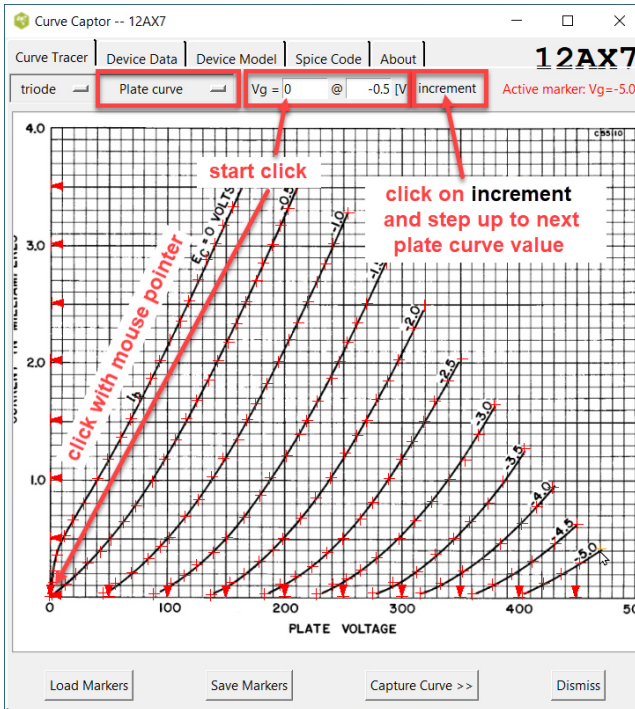 Curve Captor -- 12AX7
Curve Tracer
Device Data
Device Model
Spice Code
About
12AX7
triode
Plate curve
Vg = 0 @ -0.5 [V
increment
Active marker: Vg=-5.0
4.0
C5510
start click
click on increment
and step up to next
plate curve value
click with mouse pointer
EC=0 VOLTS
-0.5
-1.0
-2.0
-2.5
-3.0
-3.5
-4.0
-4.5
-5.0
Ib
3.0
2.0
1.0
0
100
200
300
400
PLATE VOLTAGE
Load Markers
Save Markers
Capture Curve >>
Dismiss